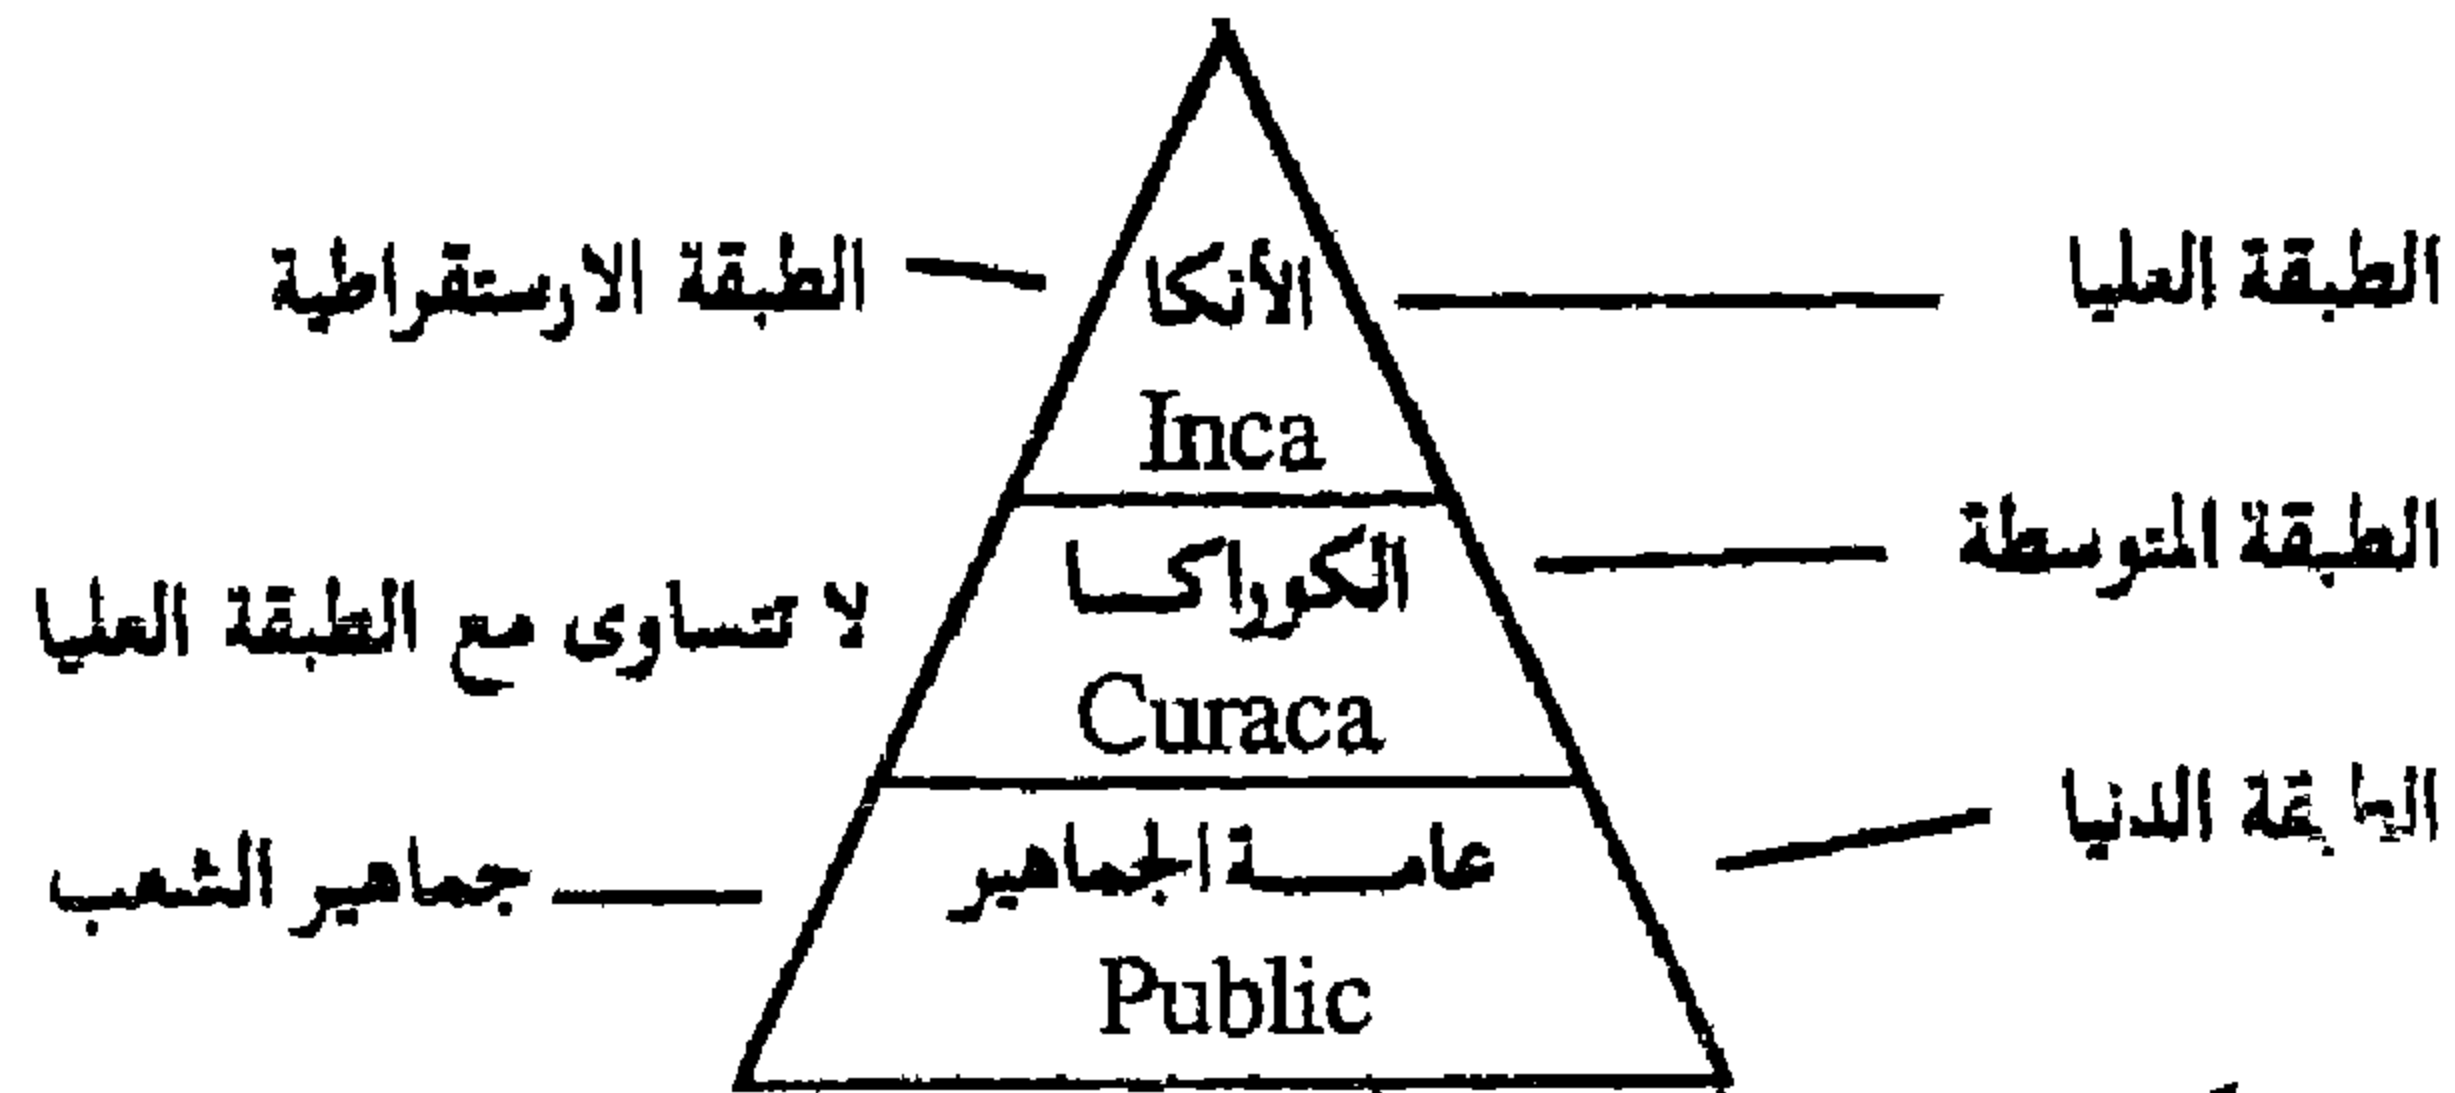 الطبقة العليا
الأنكا
الطبقة الارستقراطية
Inca
الطبقة المتوسطة
الكوراكا
لا تتساوى مع الطبقة العليا
Curaca
الطبقة الدنيا
عامة الجماهير
جماهير الشعب
Public